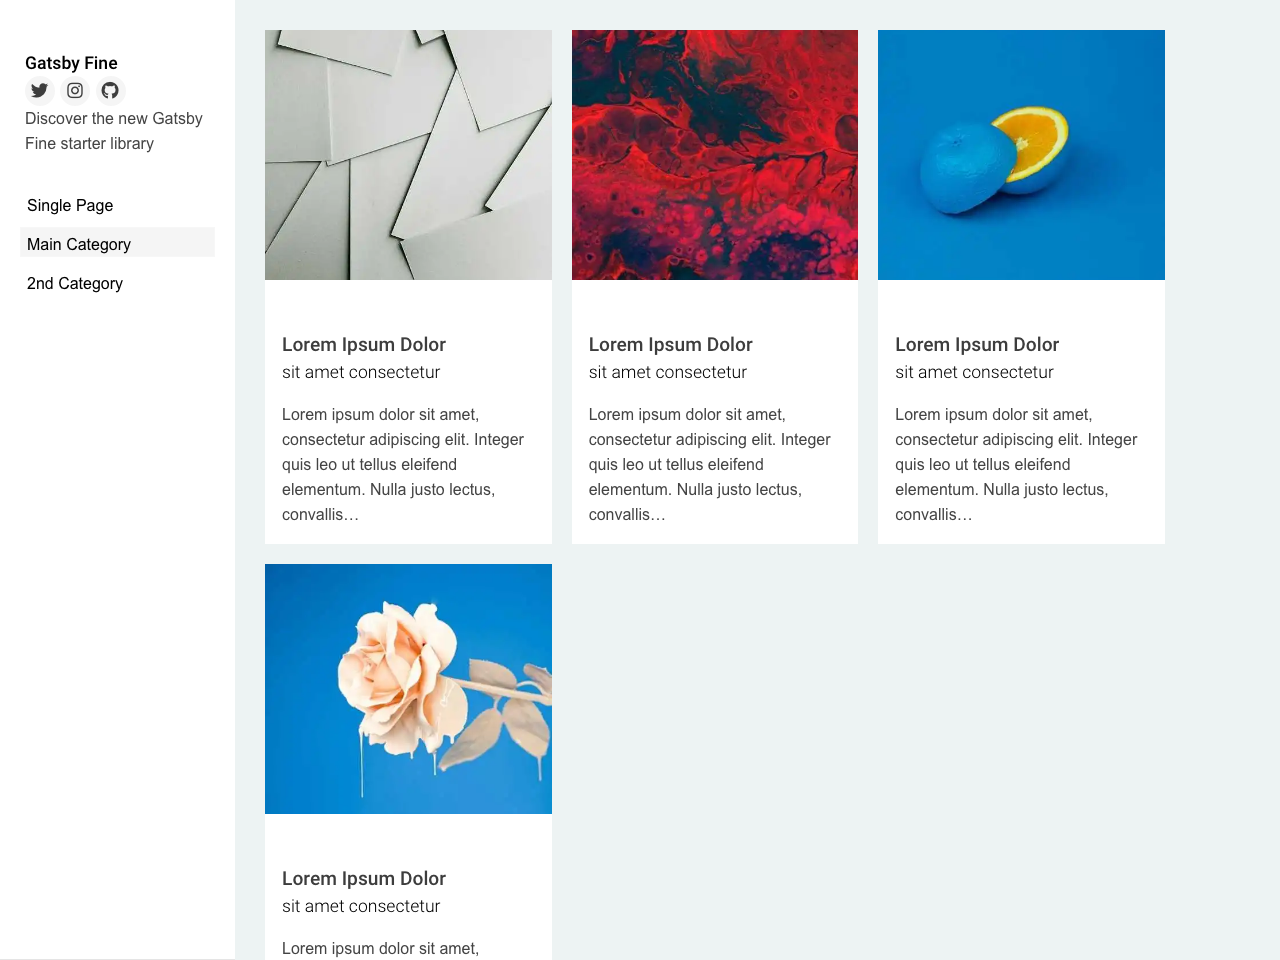 Gatsby Fine
Discover the new Gatsby
Fine starter library
Single Page
Main Category
2nd Category
Lorem Ipsum Dolor
sit amet consectetur
Lorem ipsum dolor sit amet,
consectetur adipiscing elit. Integer
quis leo ut tellus eleifend
elementum. Nulla justo lectus,
convallis…
Lorem Ipsum Dolor
sit amet consectetur
Lorem ipsum dolor sit amet,
consectetur adipiscing elit. Integer
quis leo ut tellus eleifend
elementum. Nulla justo lectus,
convallis…
Lorem Ipsum Dolor
sit amet consectetur
Lorem ipsum dolor sit amet,
consectetur adipiscing elit. Integer
quis leo ut tellus eleifend
elementum. Nulla justo lectus,
convallis…
Lorem Ipsum Dolor
sit amet consectetur
Lorem ipsum dolor sit amet,